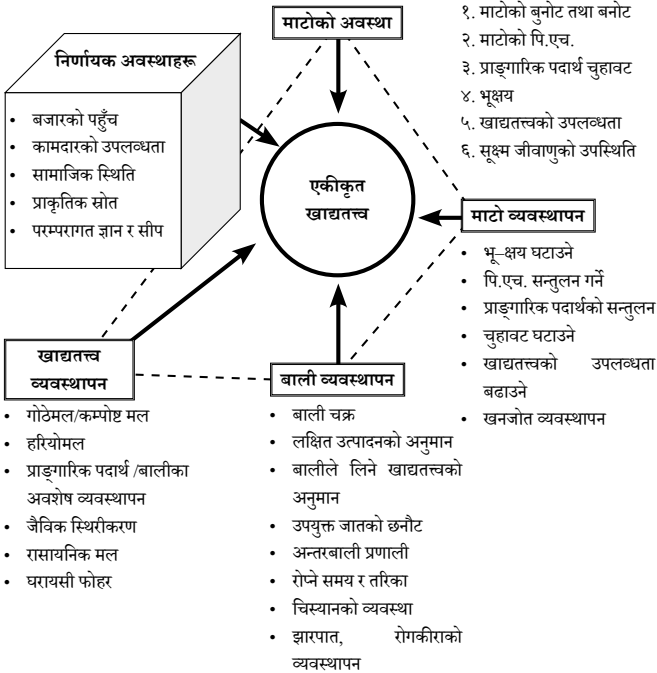 माटोको अवस्था
१. माटोको बुनोट तथा बनोट
२. माटोको पि.एच.
३. प्राङ्गारिक पदार्थ चुहावट
४. भूक्षय
५. खाद्यतत्त्वको उपलव्धता
६. सूक्ष्म जीवाणुको उपस्थिति
निर्णायक अवस्थाहरू
• बजारको पहुँच
• कामदारको उपलव्धता
• सामाजिक स्थिति
• प्राकृतिक स्रोत
• परम्परागत ज्ञान र सीप
एकीकृत
खाद्यतत्त्व
माटो व्यवस्थापन
• भू–क्षय घटाउने
• पि.एच. सन्तुलन गर्ने
• प्राङ्गारिक पदार्थको सन्तुलन
• चुहावट घटाउने
• खाद्यतत्त्वको उपलव्धता
बढाउने
• खनजोत व्यवस्थापन
खाद्यतत्त्व
व्यवस्थापन
• गोठेमल/कम्पोष्ट मल
• हरियोमल
• प्राङ्गारिक पदार्थ /बालीका
अवशेष व्यवस्थापन
• जैविक स्थिरीकरण
• रासायनिक मल
• घरायसी फोहर
बाली व्यवस्थापन
• बाली चक्र
• लक्षित उत्पादनको अनुमान
• बालीले लिने खाद्यतत्त्वको
अनुमान
• उपयुक्त जातको छनौट
• अन्तरबाली प्रणाली
• रोप्ने समय र तरिका
• चिस्यानको व्यवस्था
• झारपात, रोगकीराको
व्यवस्थापन